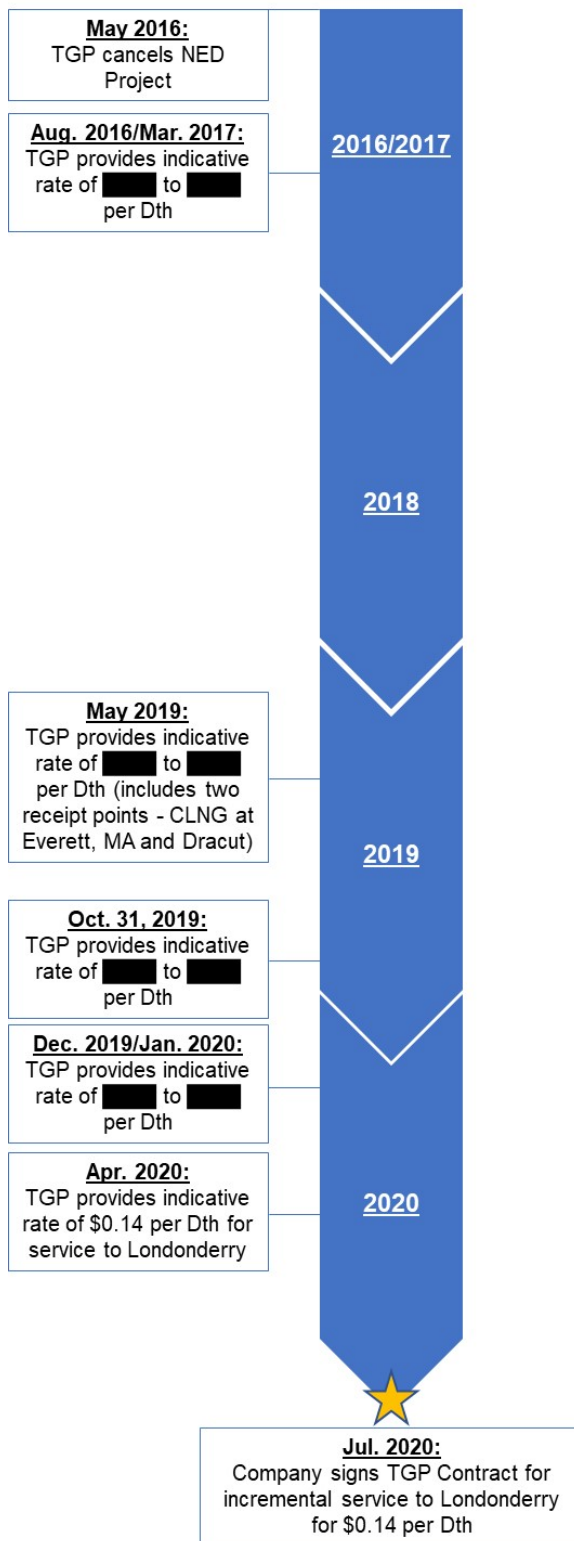 May 2016:
TGP cancels NED
Project
Aug. 2016/Mar. 2017:
TGP provides indicative
rate of to
per Dth
2016/2017
2018
May 2019:
TGP provides indicative
rate of to
per Dth (includes two
receipt points - CLNG at
Everett, MA and Dracut)
2019
Oct. 31, 2019:
TGP provides indicative
rate of to
per Dth
Dec. 2019/Jan. 2020:
TGP provides indicative
rate of to
per Dth
Apr. 2020:
TGP provides indicative
rate of $0.14 per Dth for
service to Londonderry
2020
Jul. 2020:
Company signs TGP Contract for
incremental service to Londonderry
for $0.14 per Dth